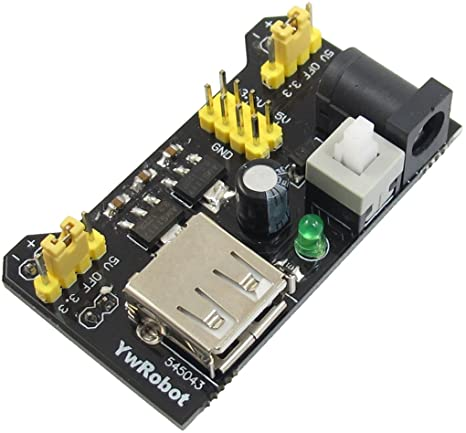 5V OFF 3.3
3.3V 5V
GND
5V OFF 3.3
YwRobot
545043